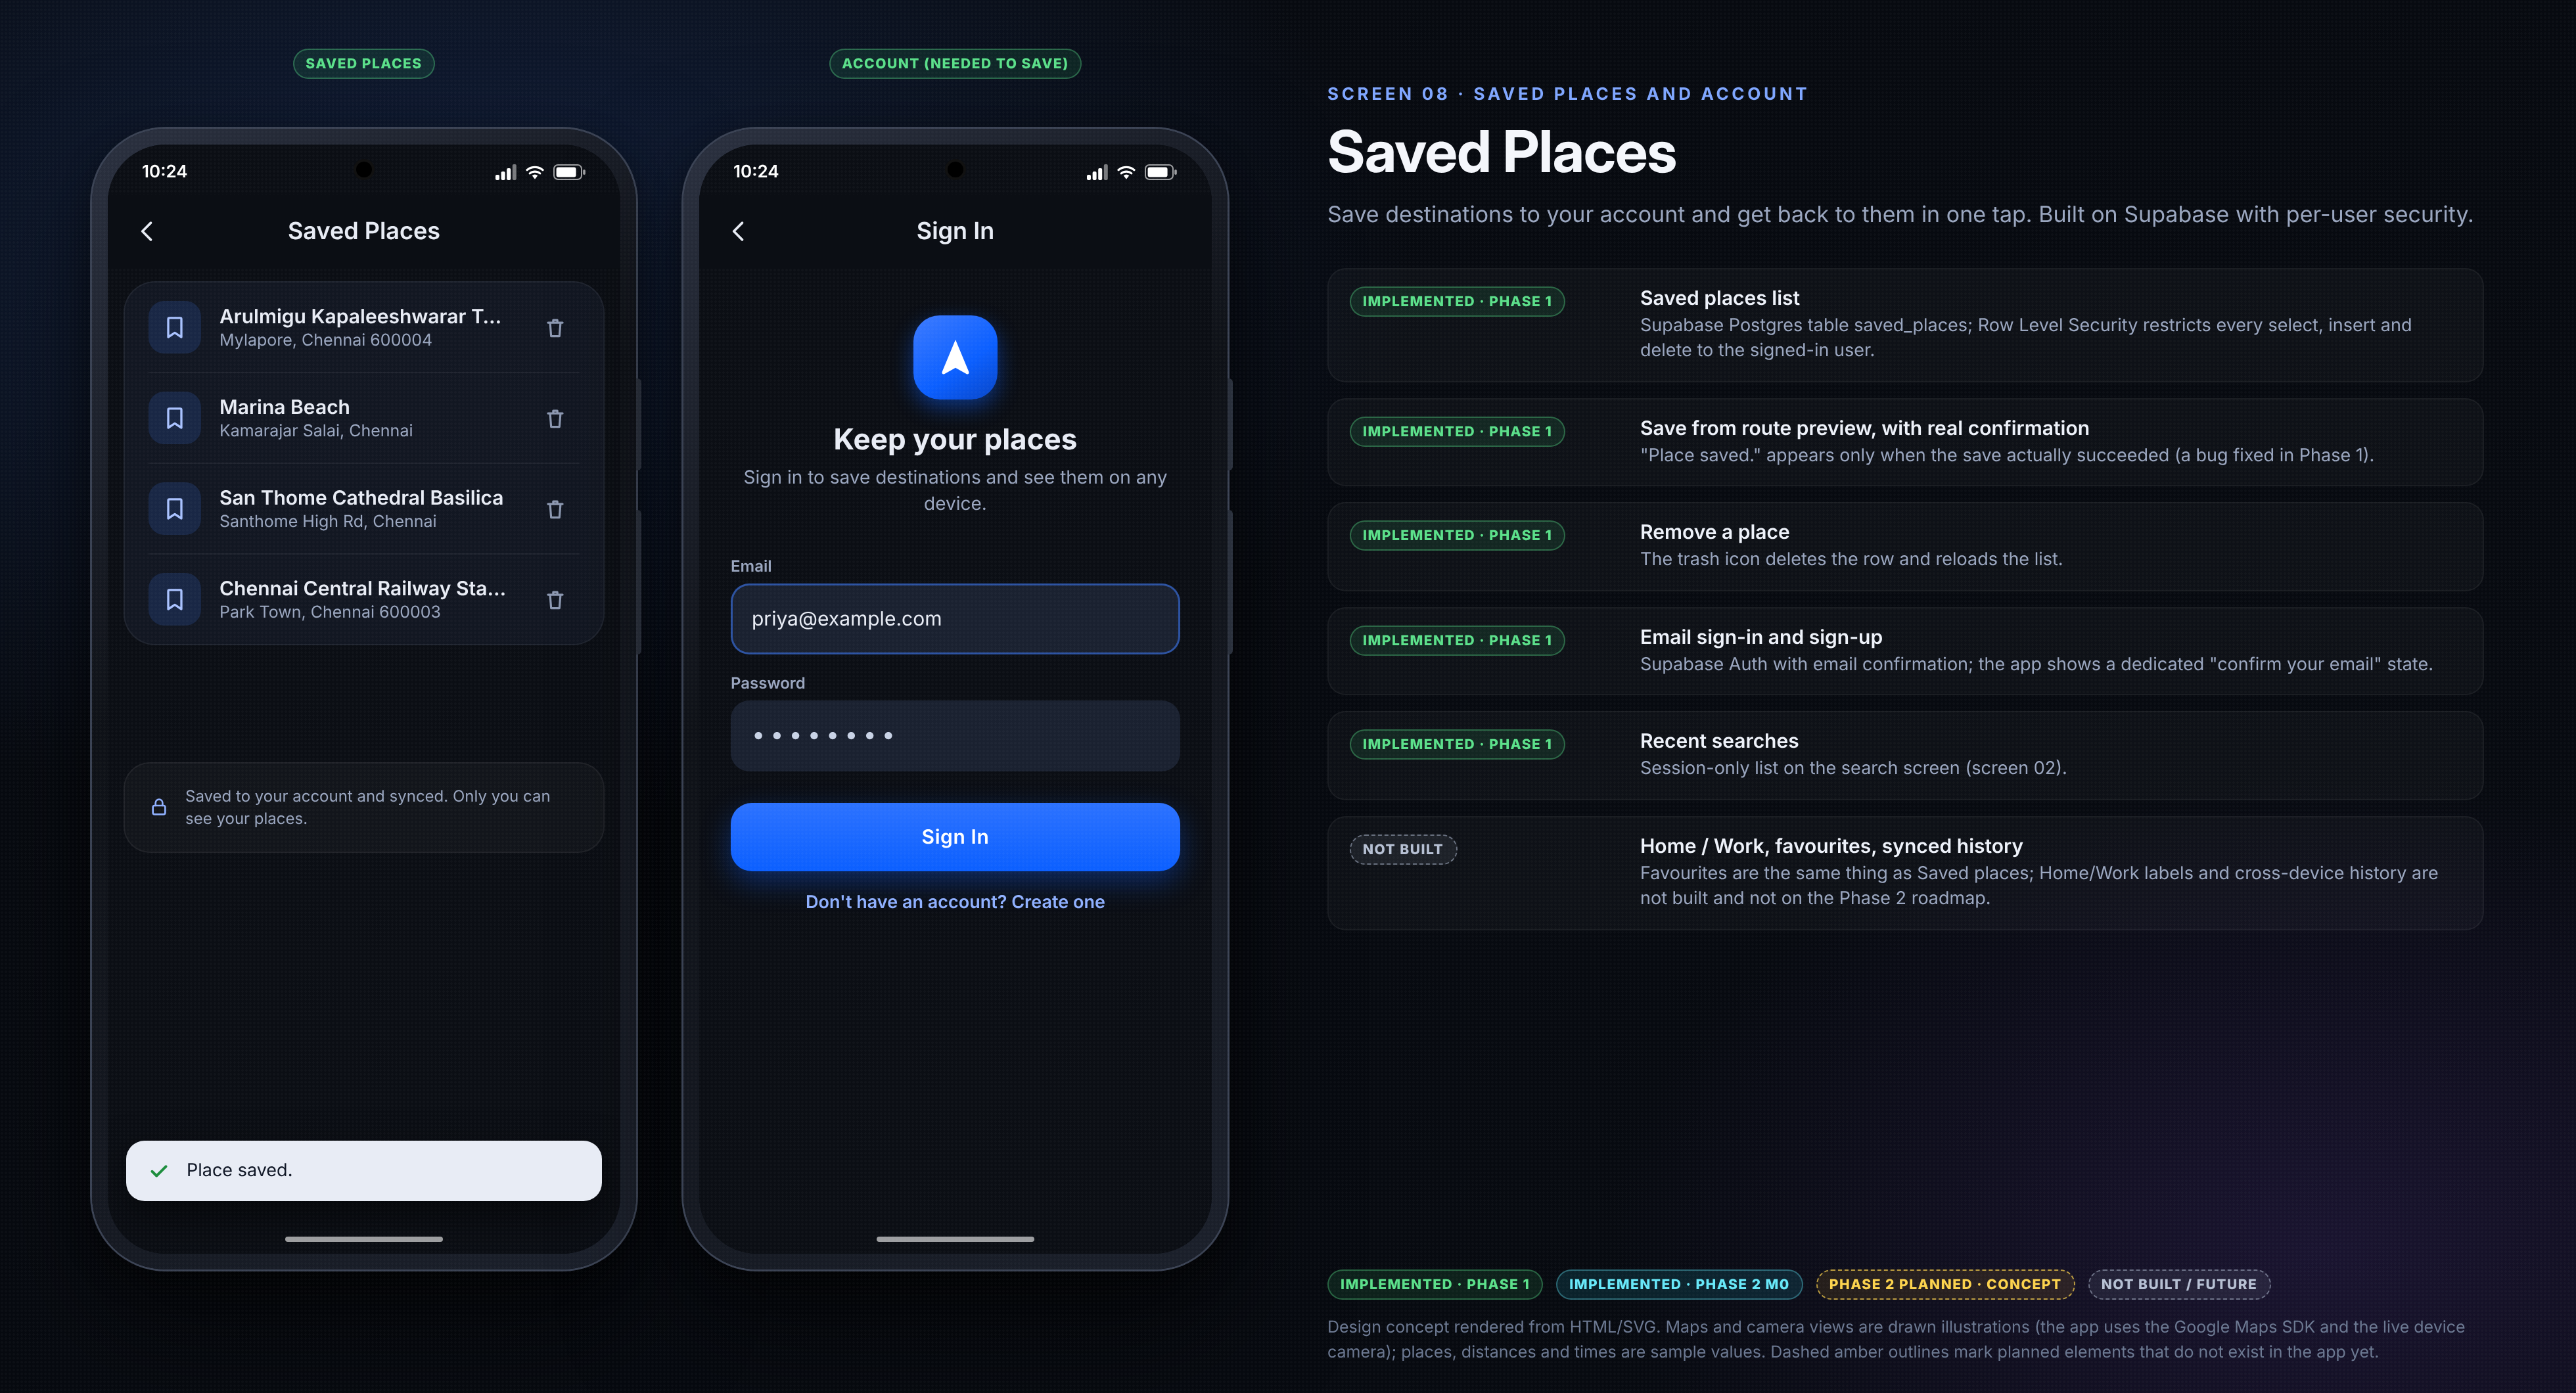 SAVED PLACES
10:24
Saved Places
Arulmigu Kapaleeshwarar T...
Mylapore, Chennai 600004
Marina Beach
Kamarajar Salai, Chennai
San Thome Cathedral Basilica
Santhome High Rd, Chennai
Chennai Central Railway Sta...
Park Town, Chennai 600003
Saved to your account and synced. Only you can
see your places.
Place saved.
ACCOUNT (NEEDED TO SAVE)
10:24
Sign In
Keep your places
Sign in to save destinations and see them on any
device.
Email
priya@example.com
Password
Sign In
Don't have an account? Create one
SCREEN 08 · SAVED PLACES AND ACCOUNT
Saved Places
Save destinations to your account and get back to them in one tap. Built on Supabase with per-user security.
IMPLEMENTED · PHASE 1
Saved places list
Supabase Postgres table saved_places; Row Level Security restricts every select, insert and
delete to the signed-in user.
IMPLEMENTED · PHASE 1
Save from route preview, with real confirmation
"Place saved." appears only when the save actually succeeded (a bug fixed in Phase 1).
IMPLEMENTED · PHASE 1
Remove a place
The trash icon deletes the row and reloads the list.
IMPLEMENTED · PHASE 1
Email sign-in and sign-up
Supabase Auth with email confirmation; the app shows a dedicated "confirm your email" state.
IMPLEMENTED · PHASE 1
Recent searches
Session-only list on the search screen (screen 02).
NOT BUILT
Home / Work, favourites, synced history
Favourites are the same thing as Saved places; Home/Work labels and cross-device history are
not built and not on the Phase 2 roadmap.
IMPLEMENTED · PHASE 1
IMPLEMENTED · PHASE 2 M0
PHASE 2 PLANNED · CONCEPT
NOT BUILT / FUTURE
Design concept rendered from HTML/SVG. Maps and camera views are drawn illustrations (the app uses the Google Maps SDK and the live device
camera); places, distances and times are sample values. Dashed amber outlines mark planned elements that do not exist in the app yet.